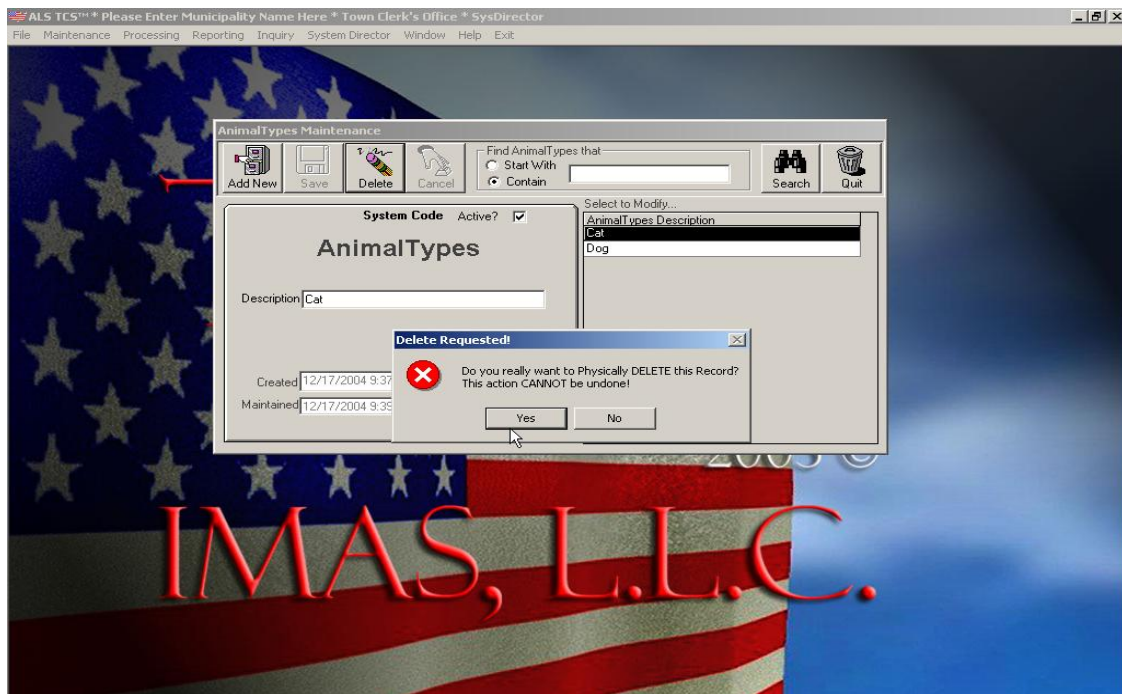 ALS TCS™ * Please Enter Municipality Name Here * Town Clerk's Office * SysDirector
File Maintenance Processing Reporting Inquiry System Director Window Help Exit
AnimalTypes Maintenance
Add New Save Delete Cancel
Find AnimalTypes that
Start With
Contain
Search Quit
System Code Active?
AnimalTypes
Description Cat
Created 12/17/2004 9:37
Maintained 12/17/2004 9:39
Select to Modify...
AnimalTypes Description
Cat
Dog
Delete Requested!
Do you really want to Physically DELETE this Record?
This action CANNOT be undone!
Yes No
©
IMAS, L.L.C.